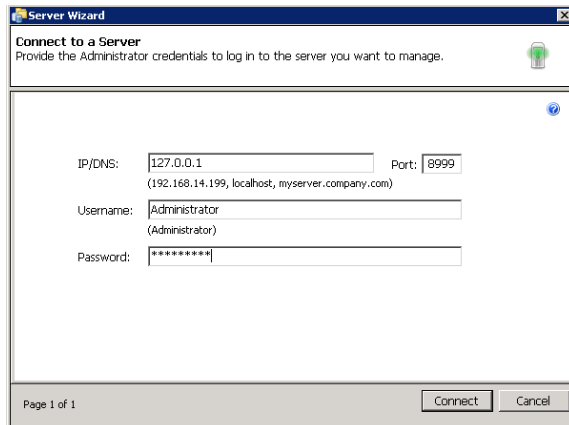 Server Wizard
Connect to a Server
Provide the Administrator credentials to log in to the server you want to manage.
IP/DNS: 127.0.0.1 Port: 8999
(192.168.14.199, localhost, myserver.company.com)
Username: Administrator
(Administrator)
Password: *********
Page 1 of 1 Connect Cancel